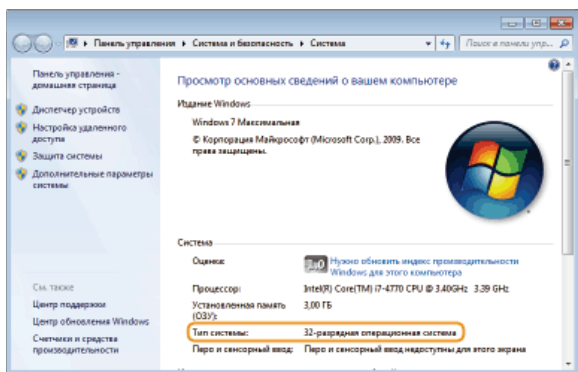 Панель управления ▸ Система и безопасность ▸ Система
Поиск в панели упр...
Панель управления -
домашняя страница
Диспетчер устройств
Настройка удаленного
доступа
Защита системы
Дополнительные параметры
системы
См. также
Центр поддержки
Центр обновления Windows
Счетчики и средства
производительности
Просмотр основных сведений о вашем компьютере
Издание Windows
Windows 7 Максимальная
© Корпорация Майкрософт (Microsoft Corp.), 2009. Все
права защищены.
Система
Оценка:
Нужно обновить индекс производительности
Windows для этого компьютера
Процессор:
Intel(R) Core(TM) i7-4770 CPU @ 3.40GHz 3.39 GHz
Установленная память
(ОЗУ):
3,00 ГБ
Тип системы:
32-разрядная операционная система
Перо и сенсорный ввод:
Перо и сенсорный ввод недоступны для этого экрана